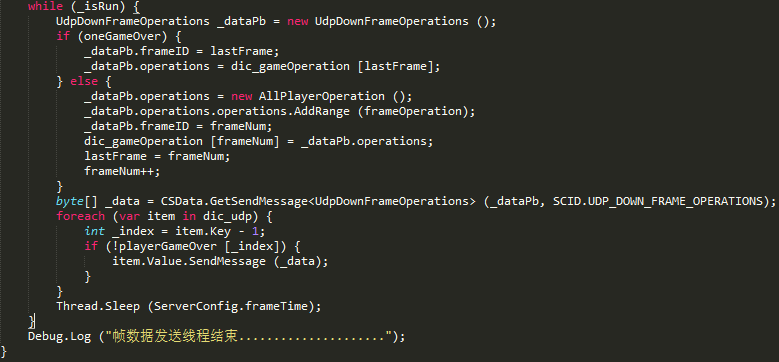 while (_isRun) {
UdpDownFrameOperations _dataPb = new UdpDownFrameOperations ();
if (oneGameOver) {
_dataPb.frameID = lastFrame;
_dataPb.operations = dic_gameOperation [lastFrame];
} else {
_dataPb.operations = new AllPlayerOperation ();
_dataPb.operations.operations.AddRange (frameOperation);
_dataPb.frameID = frameNum;
dic_gameOperation [frameNum] = _dataPb.operations;
lastFrame = frameNum;
frameNum++;
}
byte[] _data = CSData.GetSendMessage<UdpDownFrameOperations> (_dataPb, SCID.UDP_DOWN_FRAME_OPERATIONS);
foreach (var item in dic_udp) {
int _index = item.Key - 1;
if (!playerGameOver [_index]) {
item.Value.SendMessage (_data);
}
}
Thread.Sleep (ServerConfig.frameTime);
}
Debug.Log ("帧数据发送线程结束.....................");
}